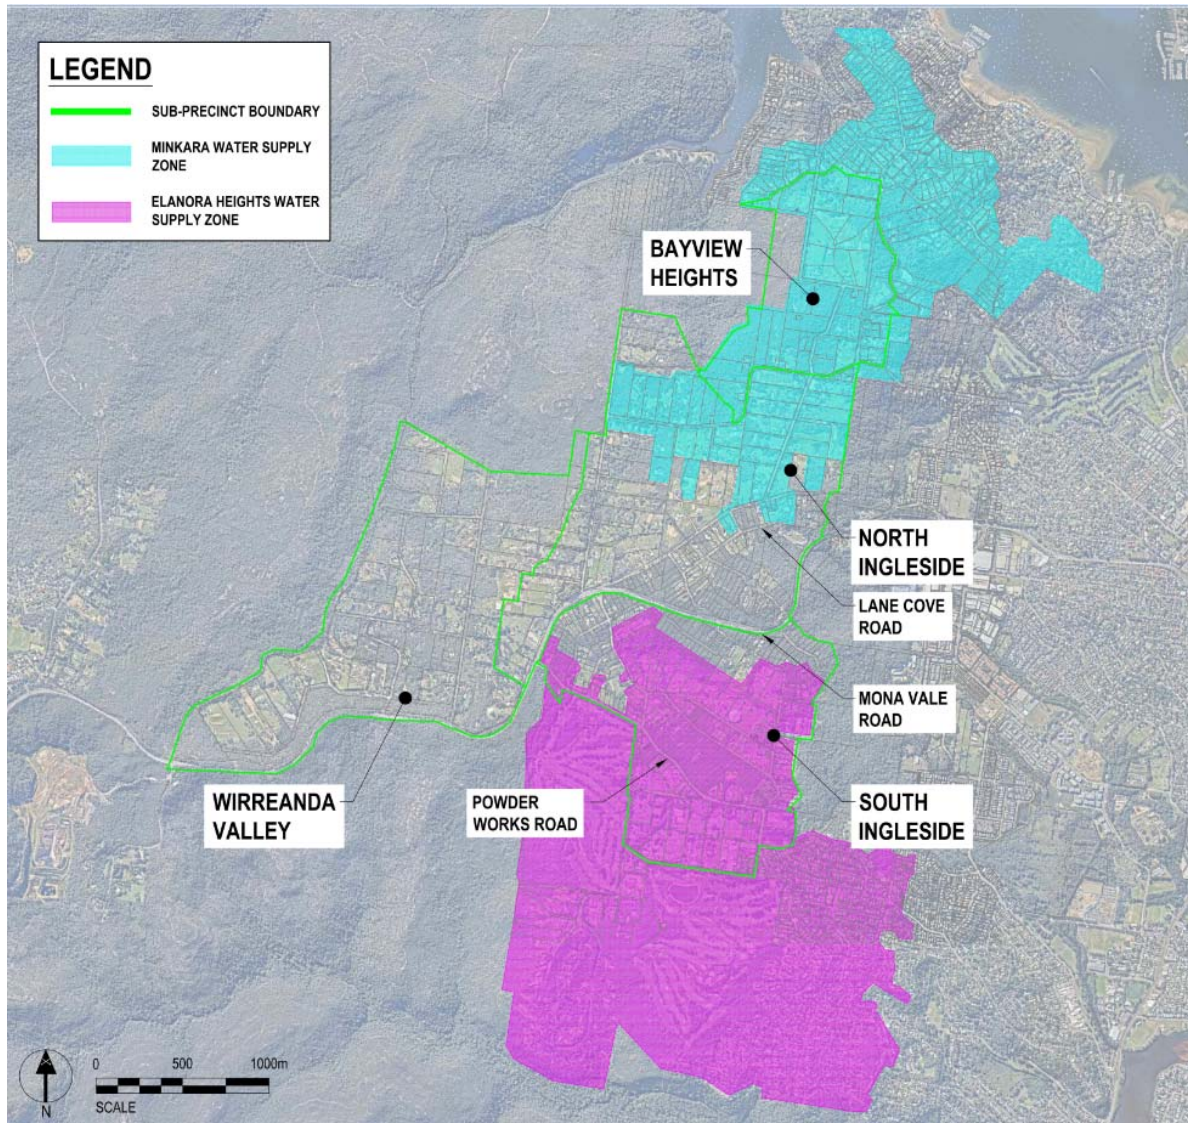 LEGEND
SUB-PRECINCT BOUNDARY
MINKARA WATER SUPPLY
ZONE
ELANORA HEIGHTS WATER
SUPPLY ZONE
BAYVIEW
HEIGHTS
NORTH
INGLESIDE
LANE COVE
ROAD
MONA VALE
ROAD
WIRREANDA
VALLEY
POWDER
WORKS ROAD
SOUTH
INGLESIDE
N
0 500 1000m
SCALE